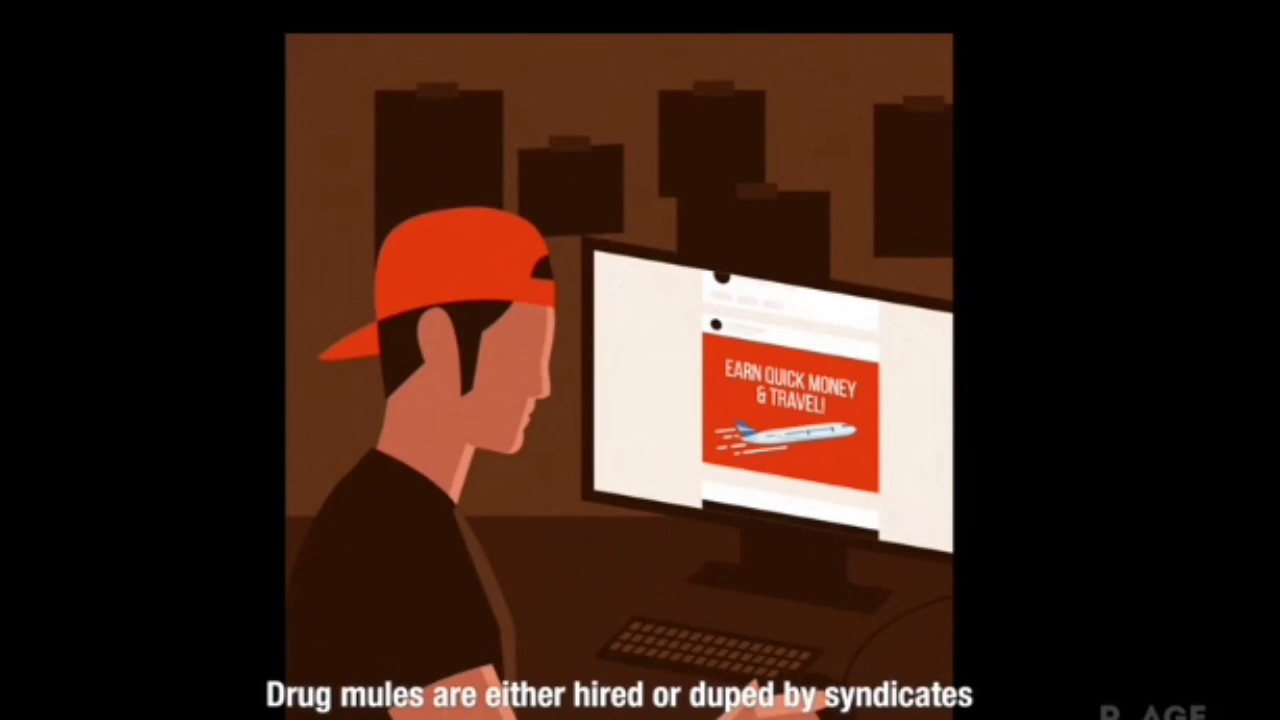 EARN QUICK MONEY
& TRAVEL!
Drug mules are either hired or duped by syndicates